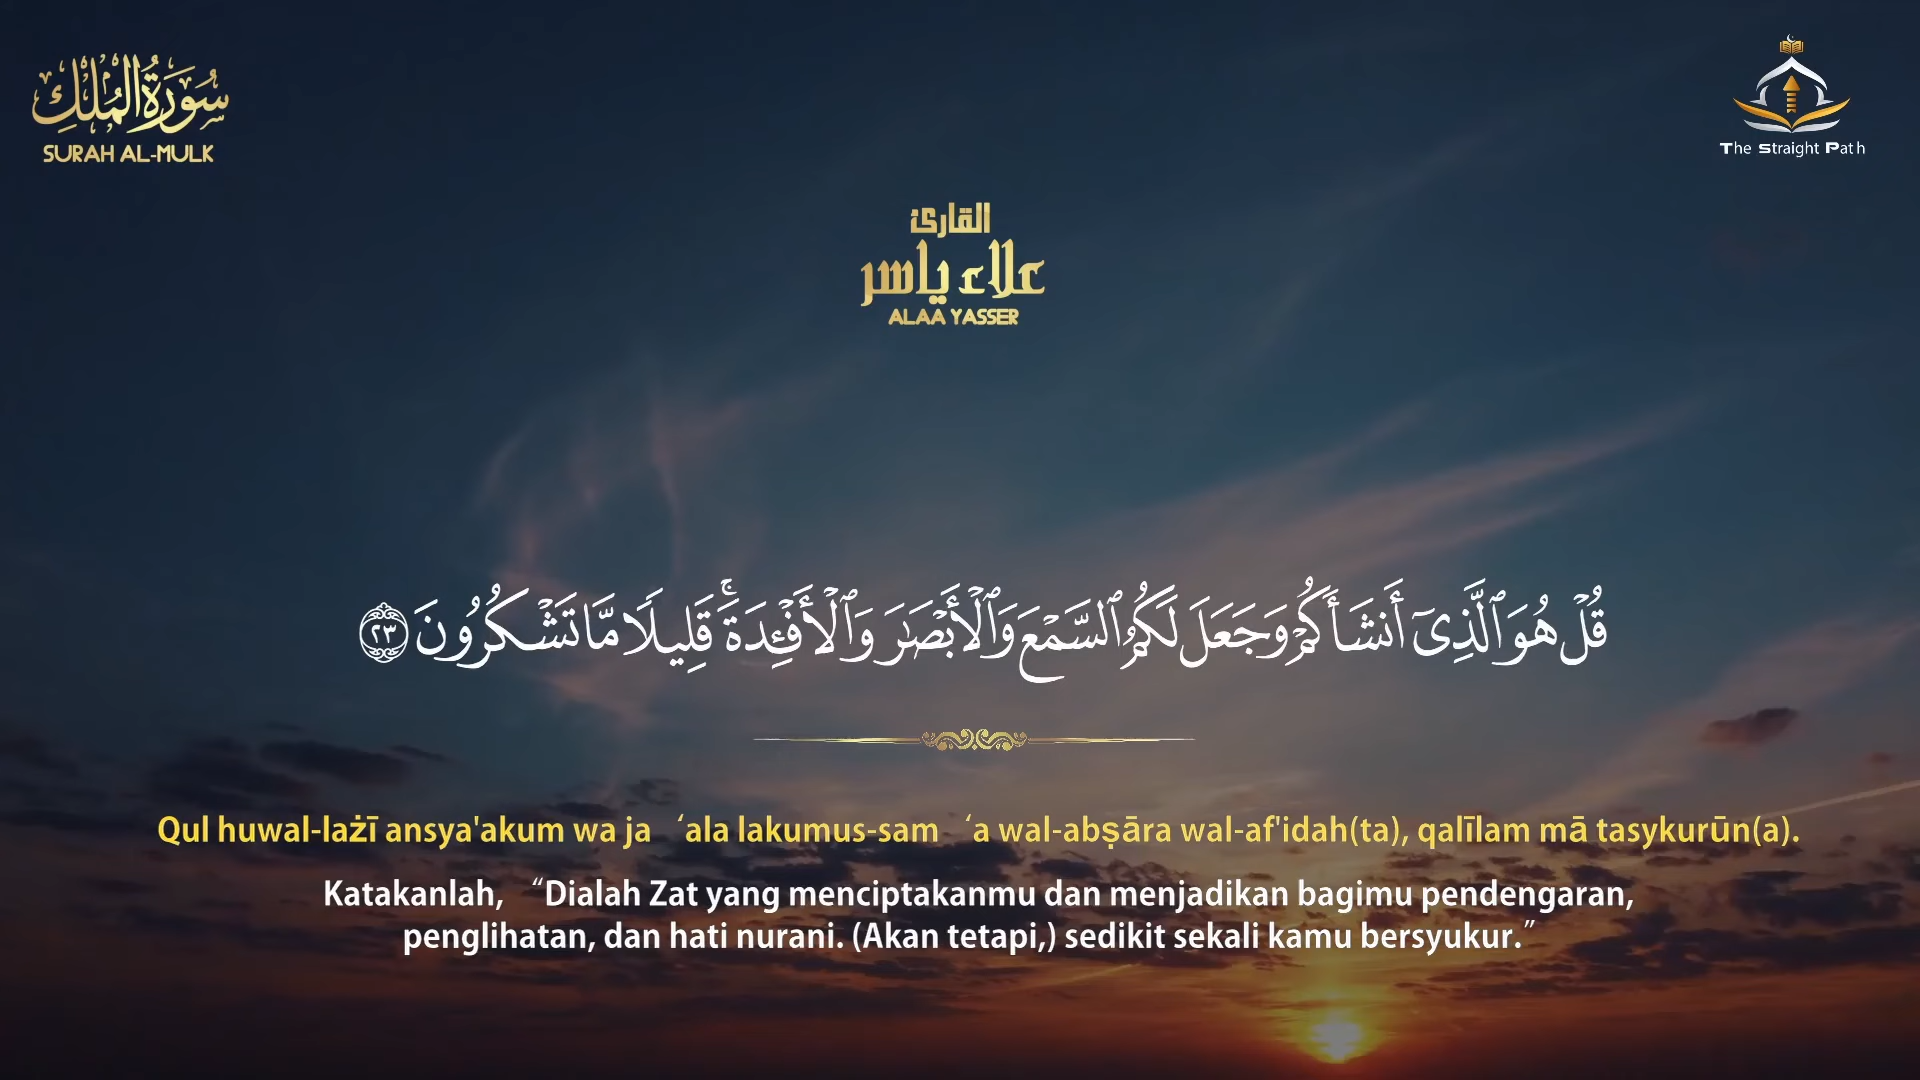 سُورَةُ الْمُلْكِ
SURAH AL-MULK
The Straight Path
القارئ
علاء ياسر
ALAA YASSER
قُلْ هُوَ ٱلَّذِىٓ أَنشَأَكُمْ وَجَعَلَ لَكُمُ ٱلسَّمْعَ وَٱلْأَبْصَـٰرَ وَٱلْأَفْـِٔدَةَ ۚ قَلِيلًا مَّا تَشْكُرُونَ ٢٣
Qul huwal-lażī ansya'akum wa ja ‘ala lakumus-sam ‘a wal-abṣāra wal-af'idah(ta), qalīlam mā tasykurūn(a).
Katakanlah, “Dialah Zat yang menciptakanmu dan menjadikan bagimu pendengaran,
penglihatan, dan hati nurani. (Akan tetapi,) sedikit sekali kamu bersyukur.”